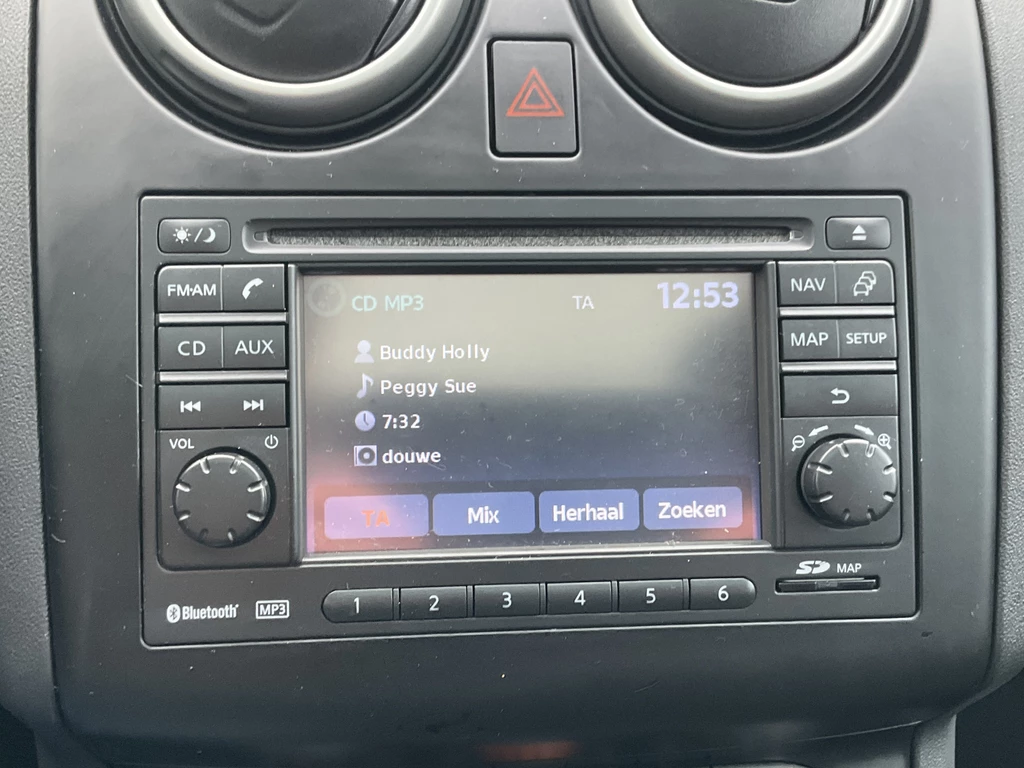 FM·AM
CD MP3 TA 12:53
NAV
CD AUX
Buddy Holly
MAP SETUP
Peggy Sue
7:32
VOL
douwe
TA Mix Herhaal Zoeken
SD MAP
Bluetooth MP3 1 2 3 4 5 6